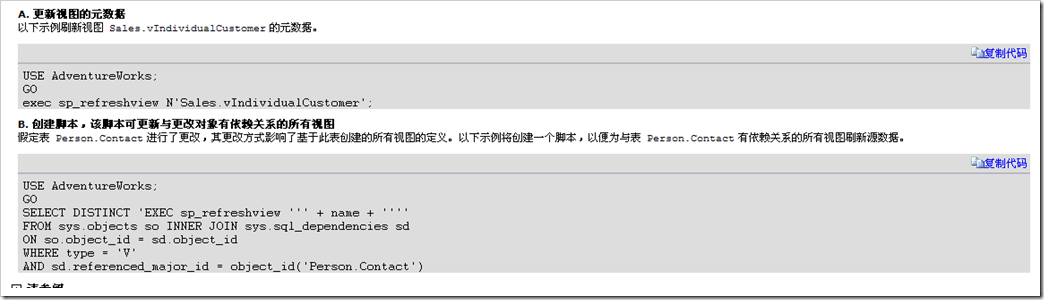 A. 更新视图的元数据
以下示例刷新视图 Sales.vIndividualCustomer 的元数据。
复制代码
USE AdventureWorks;
GO
exec sp_refreshview N'Sales.vIndividualCustomer';
B. 创建脚本，该脚本可更新与更改对象有依赖关系的所有视图
假定表 Person.Contact 进行了更改，其更改方式影响了基于此表创建的所有视图的定义。以下示例将创建一个脚本，以便为与表 Person.Contact 有依赖关系的所有视图刷新源数据。
复制代码
USE AdventureWorks;
GO
SELECT DISTINCT 'EXEC sp_refreshview ''' + name + ''''
FROM sys.objects so INNER JOIN sys.sql_dependencies sd
ON so.object_id = sd.object_id
WHERE type = 'V'
AND sd.referenced_major_id = object_id('Person.Contact')